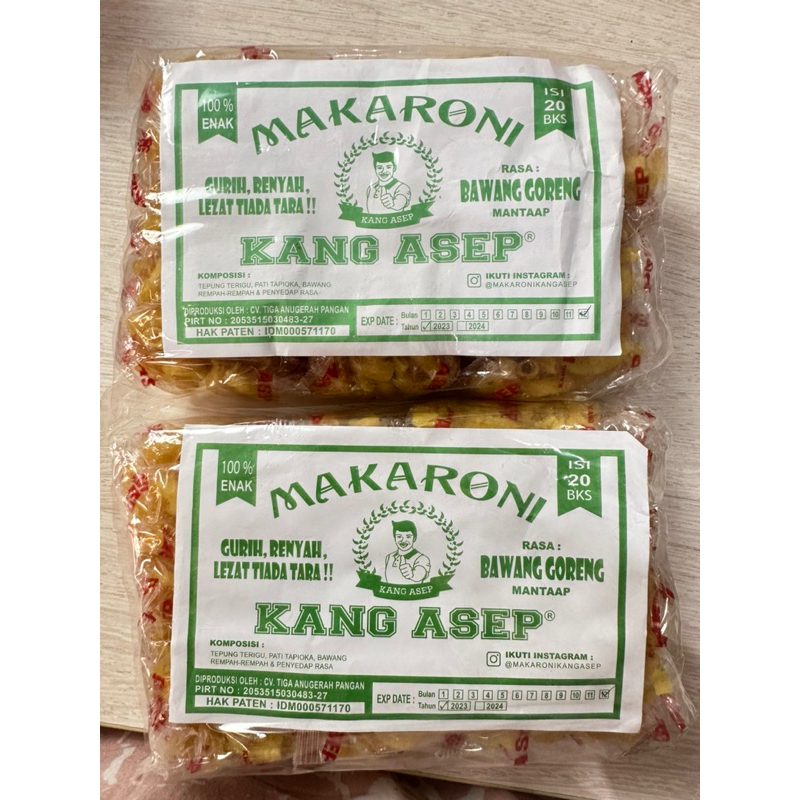 100 %
ENAK
MAKARONI
ISI
20
BKS
GURIH, RENYAH,
LEZAT TIADA TARA !!
KANG ASEP
RASA :
BAWANG GORENG
MANTAAP
KANG ASEP®
KOMPOSISI :
TEPUNG TERIGU, PATI TAPIOKA, BAWANG
REMPAH-REMPAH & PENYEDAP RASA
IKUTI INSTAGRAM :
@MAKARONIKANGASEP
DIPRODUKSI OLEH : CV. TIGA ANUGERAH PANGAN
PIRT NO : 2053515030483-27
HAK PATEN : IDM000571170
EXP DATE : Bulan 1 2 3 4 5 6 7 8 9 10 11
Tahun 2023 2024
100 %
ENAK
MAKARONI
ISI
20
BKS
GURIH, RENYAH,
LEZAT TIADA TARA !!
KANG ASEP
RASA :
BAWANG GORENG
MANTAAP
KANG ASEP®
KOMPOSISI :
TEPUNG TERIGU, PATI TAPIOKA, BAWANG
REMPAH-REMPAH & PENYEDAP RASA
IKUTI INSTAGRAM :
@MAKARONIKANGASEP
DIPRODUKSI OLEH : CV. TIGA ANUGERAH PANGAN
PIRT NO : 2053515030483-27
HAK PATEN : IDM000571170
EXP DATE : Bulan 1 2 3 4 5 6 7 8 9 10 11 12
Tahun 2023 2024